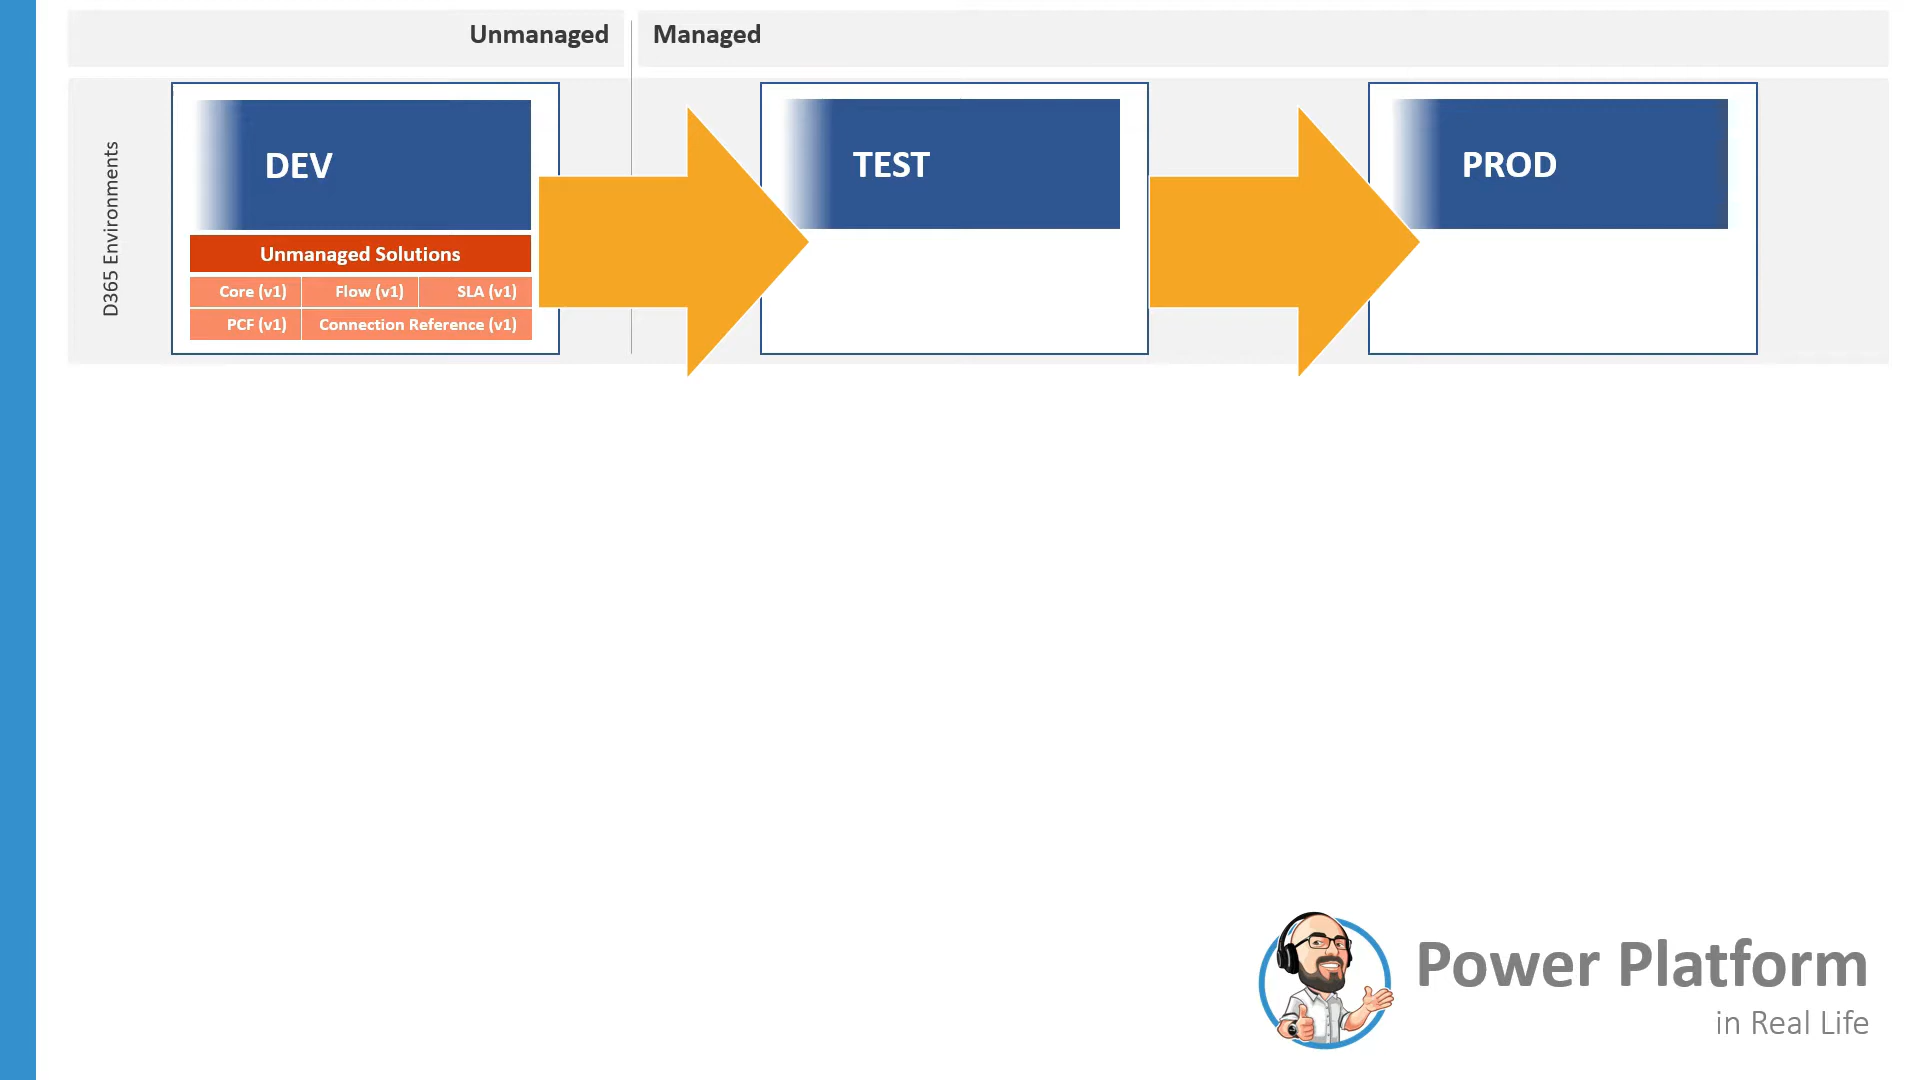 Unmanaged
Managed
D365 Environments
DEV
TEST
PROD
Unmanaged Solutions
Core (v1)
Flow (v1)
SLA (v1)
PCF (v1)
Connection Reference (v1)
Power Platform
in Real Life